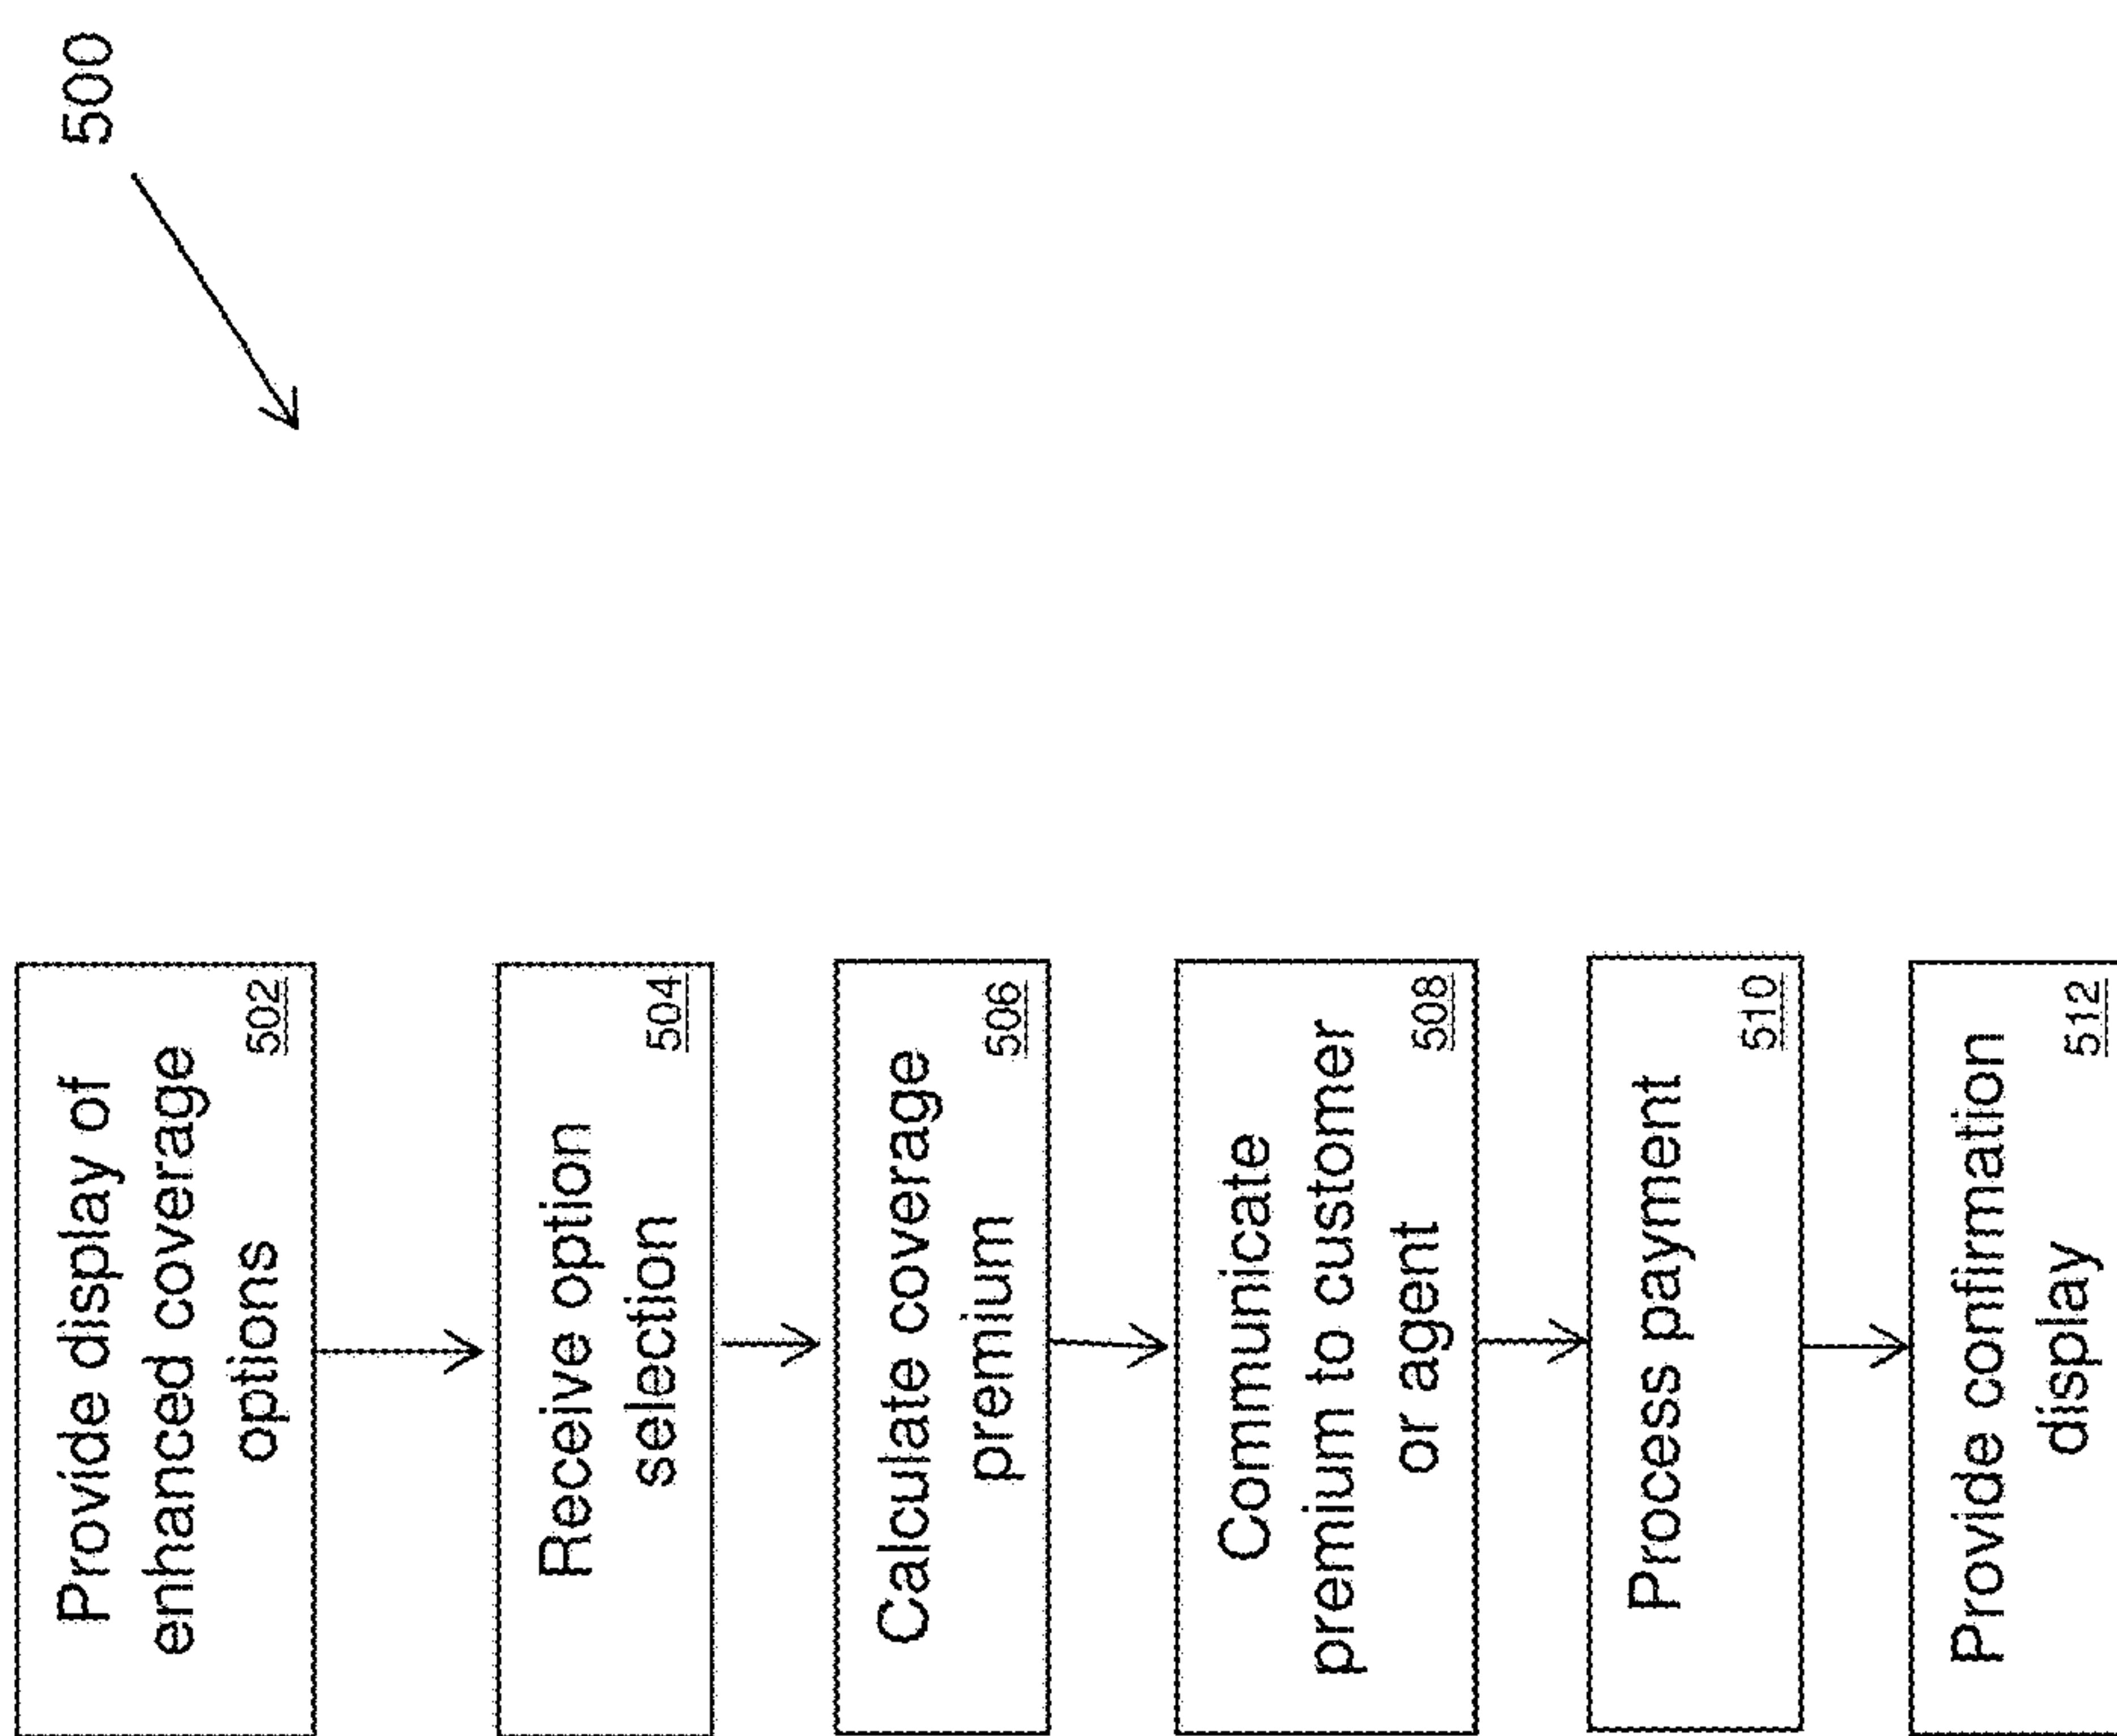 500
Provide display of
enhanced coverage
options
502
Receive option
selection
504
Calculate coverage
premium
506
Communicate
premium to customer
or agent
508
Process payment
510
Provide confirmation
display
512